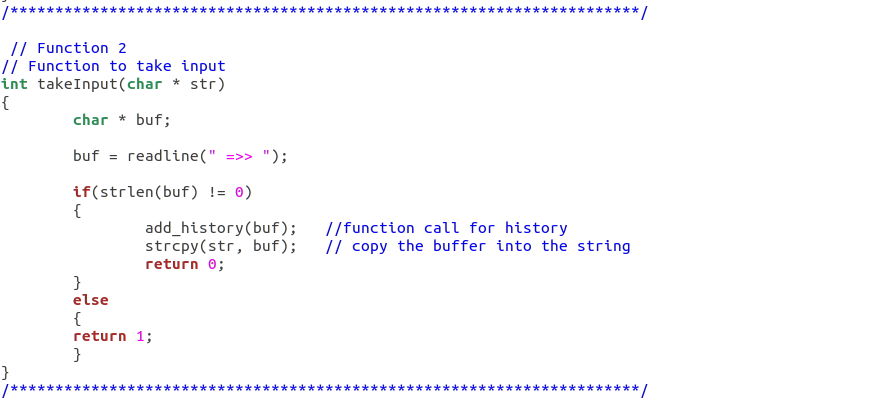 /**********************************************************************/
// Function 2
// Function to take input
int takeInput(char * str)
{
char * buf;
buf = readline(" =>> ");
if(strlen(buf) != 0)
{
add_history(buf);   //function call for history
strcpy(str, buf);   // copy the buffer into the string
return 0;
}
else
{
return 1;
}
}
/**********************************************************************/